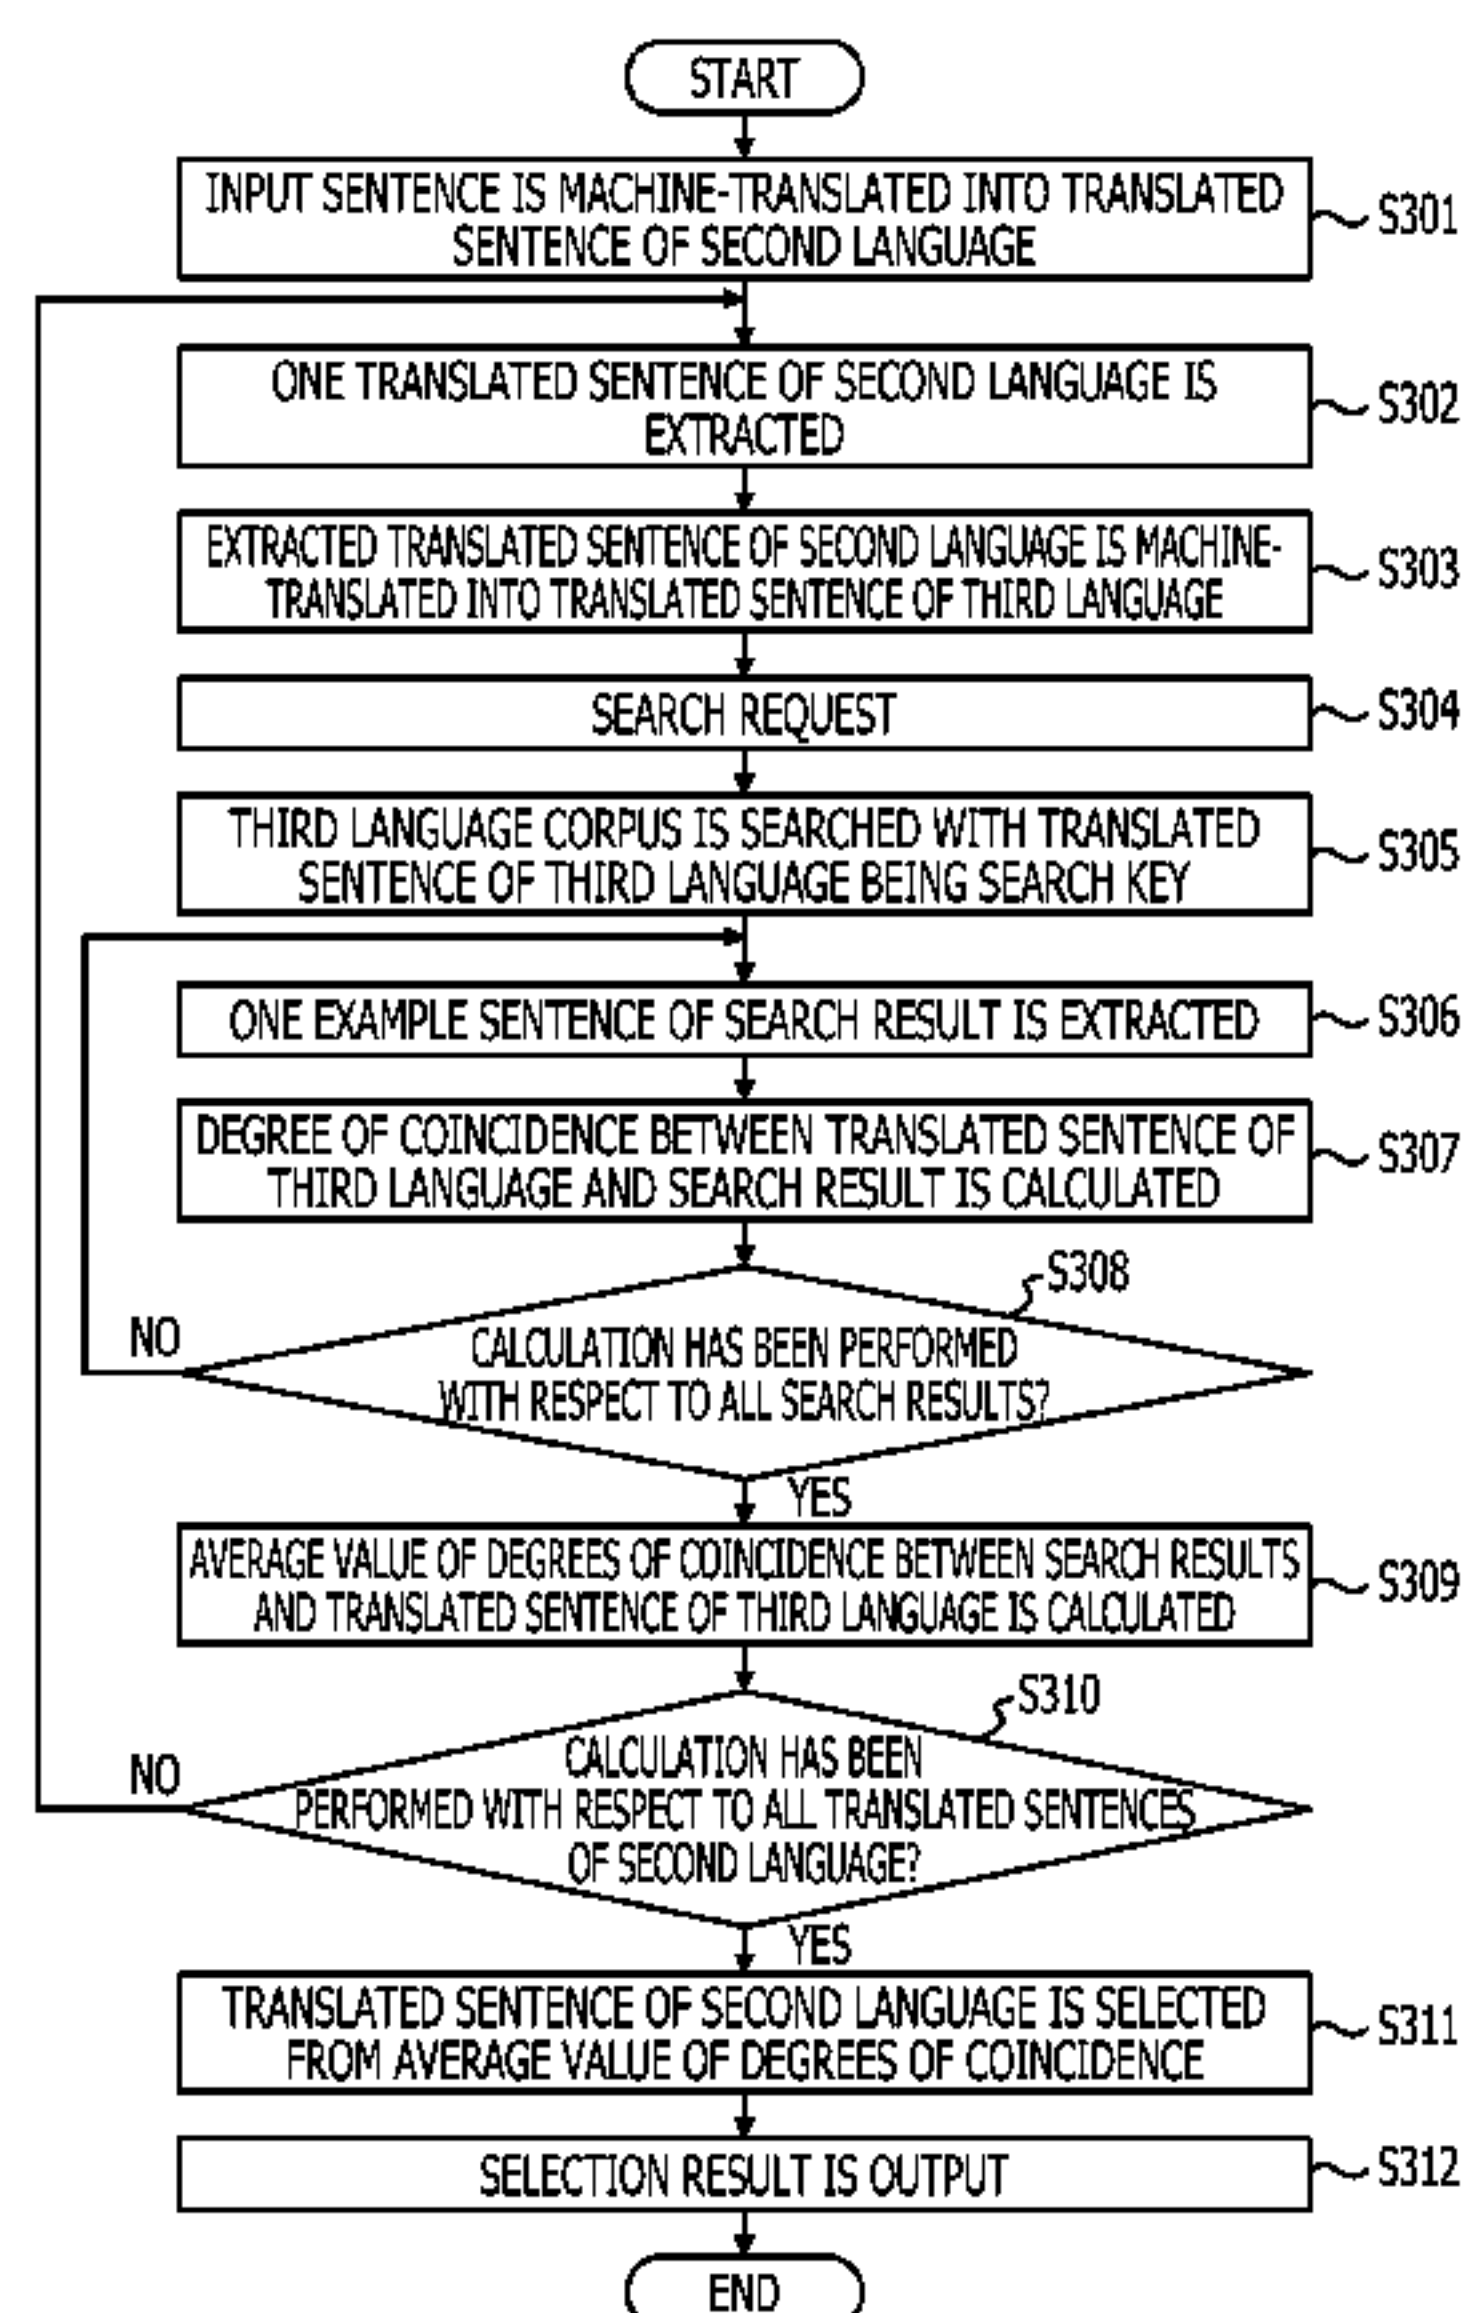 START
INPUT SENTENCE IS MACHINE-TRANSLATED INTO TRANSLATED
SENTENCE OF SECOND LANGUAGE
S301
ONE TRANSLATED SENTENCE OF SECOND LANGUAGE IS
EXTRACTED
S302
EXTRACTED TRANSLATED SENTENCE OF SECOND LANGUAGE IS MACHINE-
TRANSLATED INTO TRANSLATED SENTENCE OF THIRD LANGUAGE
S303
SEARCH REQUEST
S304
THIRD LANGUAGE CORPUS IS SEARCHED WITH TRANSLATED
SENTENCE OF THIRD LANGUAGE BEING SEARCH KEY
S305
ONE EXAMPLE SENTENCE OF SEARCH RESULT IS EXTRACTED
S306
DEGREE OF COINCIDENCE BETWEEN TRANSLATED SENTENCE OF
THIRD LANGUAGE AND SEARCH RESULT IS CALCULATED
S307
S308
NO
CALCULATION HAS BEEN PERFORMED
WITH RESPECT TO ALL SEARCH RESULTS?
YES
AVERAGE VALUE OF DEGREES OF COINCIDENCE BETWEEN SEARCH RESULTS
AND TRANSLATED SENTENCE OF THIRD LANGUAGE IS CALCULATED
S309
S310
NO
CALCULATION HAS BEEN
PERFORMED WITH RESPECT TO ALL TRANSLATED SENTENCES
OF SECOND LANGUAGE?
YES
TRANSLATED SENTENCE OF SECOND LANGUAGE IS SELECTED
FROM AVERAGE VALUE OF DEGREES OF COINCIDENCE
S311
SELECTION RESULT IS OUTPUT
S312
END